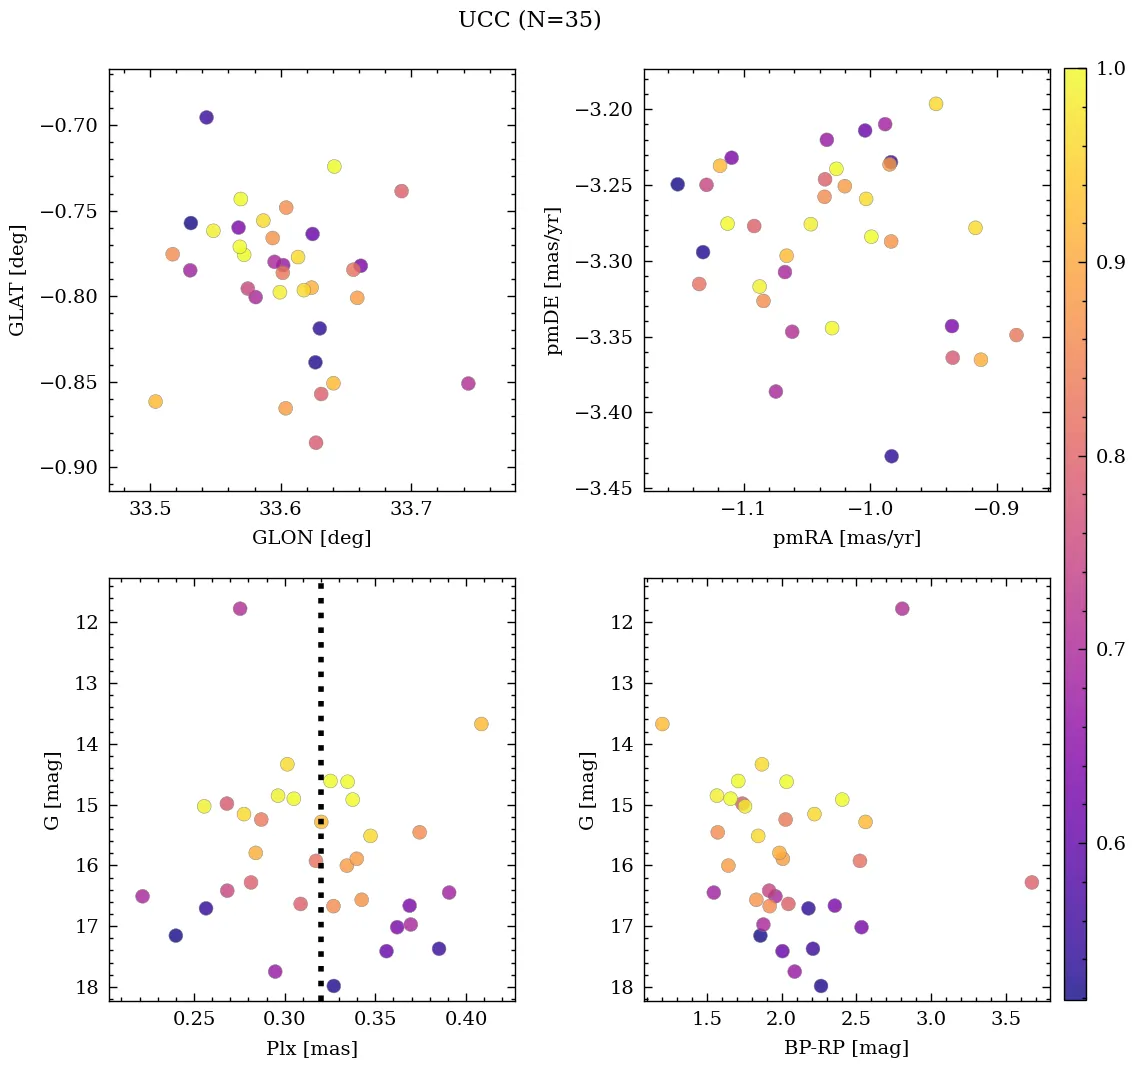 UCC (N=35)
−0.70
−0.75
−0.80
−0.85
−0.90
GLAT [deg]
33.5 33.6 33.7
GLON [deg]
−3.20
−3.25
−3.30
−3.35
−3.40
−3.45
pmDE [mas/yr]
−1.1 −1.0 −0.9
pmRA [mas/yr]
1.0
0.9
0.8
0.7
0.6
12
13
14
15
16
17
18
G [mag]
0.25 0.30 0.35 0.40
Plx [mas]
12
13
14
15
16
17
18
G [mag]
1.5 2.0 2.5 3.0 3.5
BP-RP [mag]